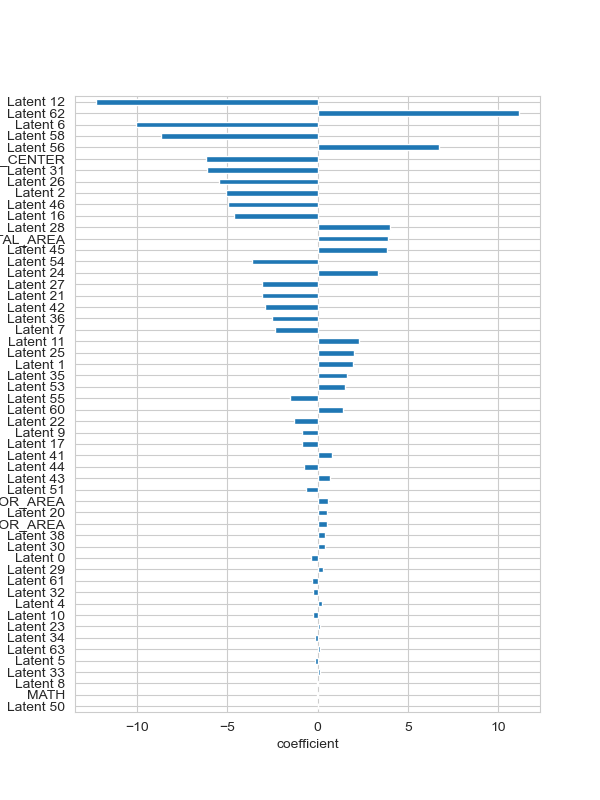 Latent 12
Latent 62
Latent 6
Latent 58
Latent 56
_CENTER
Latent 31
Latent 26
Latent 2
Latent 46
Latent 16
Latent 28
TAL_AREA
Latent 45
Latent 54
Latent 24
Latent 27
Latent 21
Latent 42
Latent 36
Latent 7
Latent 11
Latent 25
Latent 1
Latent 35
Latent 53
Latent 55
Latent 60
Latent 22
Latent 9
Latent 17
Latent 41
Latent 44
Latent 43
Latent 51
OR_AREA
Latent 20
OR_AREA
Latent 38
Latent 30
Latent 0
Latent 29
Latent 61
Latent 32
Latent 4
Latent 10
Latent 23
Latent 34
Latent 63
Latent 5
Latent 33
Latent 8
MATH
Latent 50
−10 −5 0 5 10
coefficient